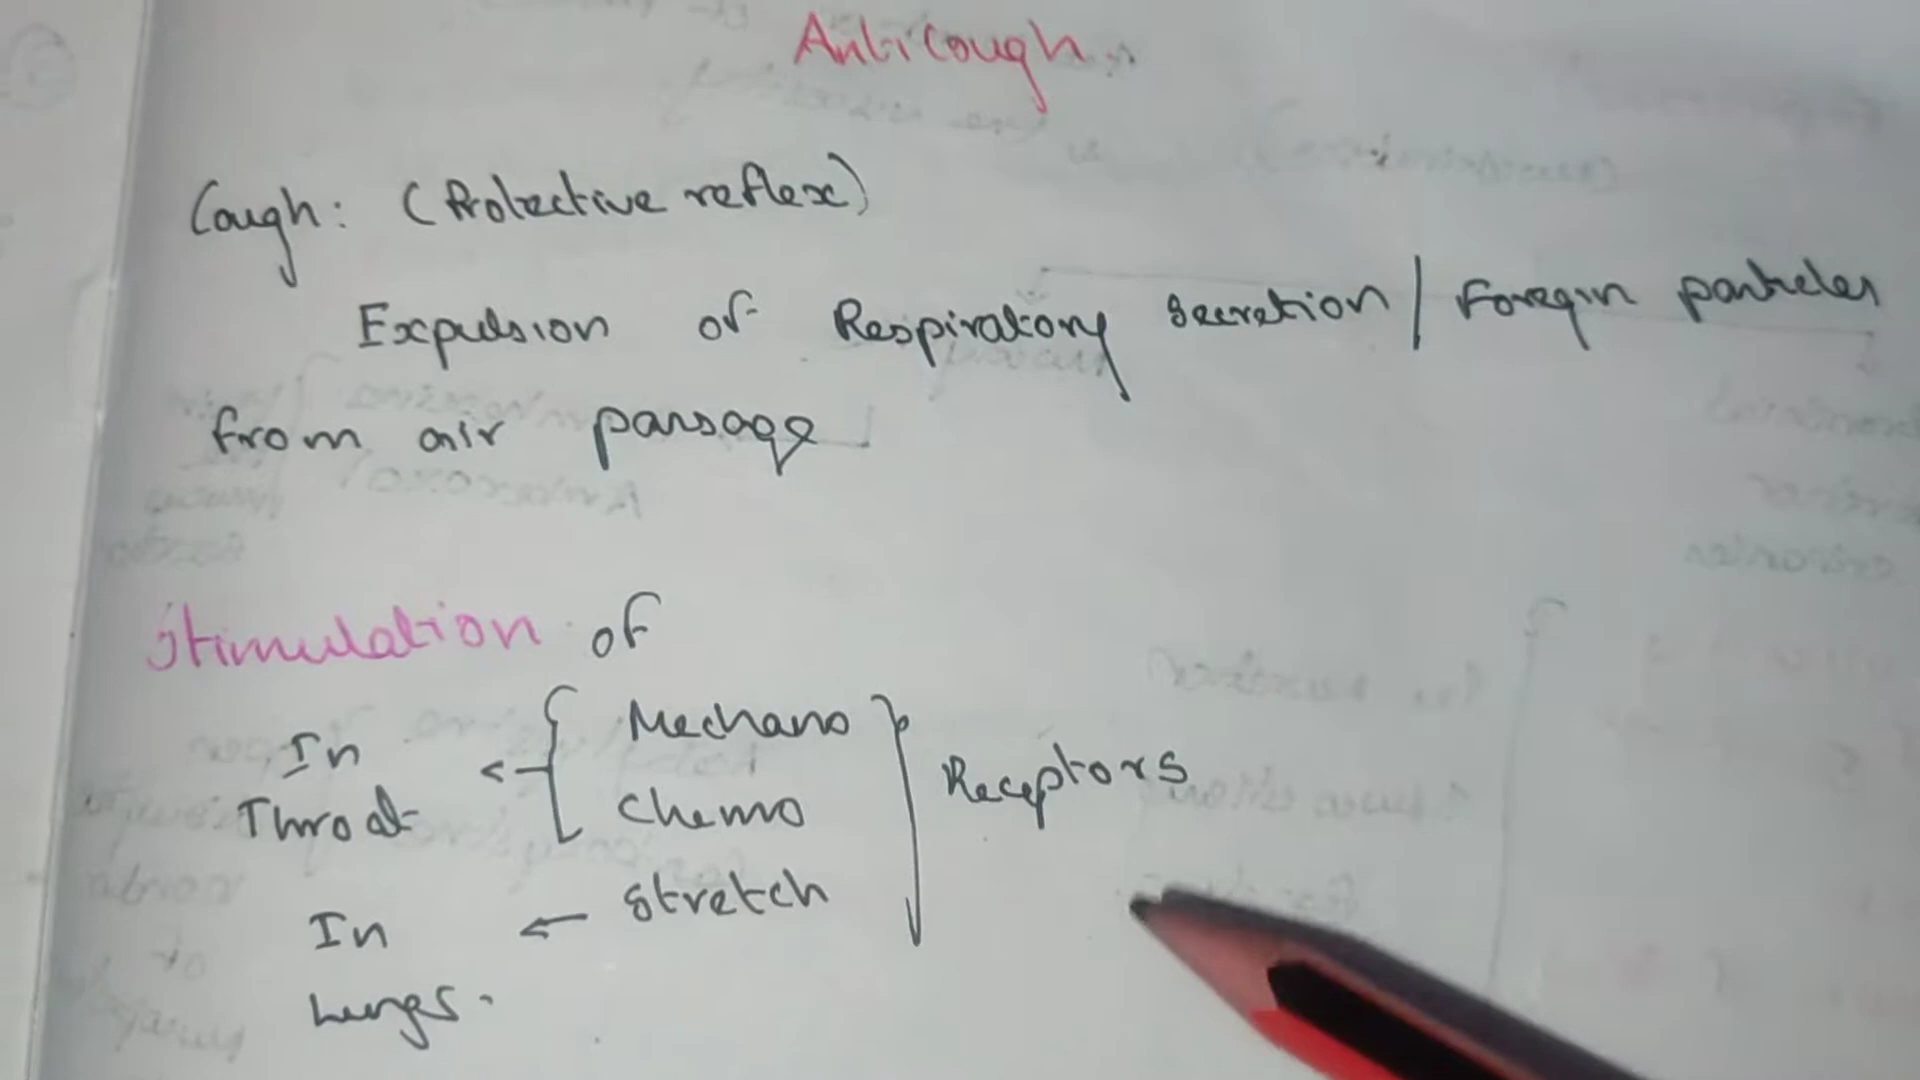 Anticough
Cough: (Protective reflex)
Expulsion of Respiratory secretion / Foregin particles
from air passage
Stimulation of
In Throat <- { Mechano
Chemo } Receptors
In Lungs. <- Stretch